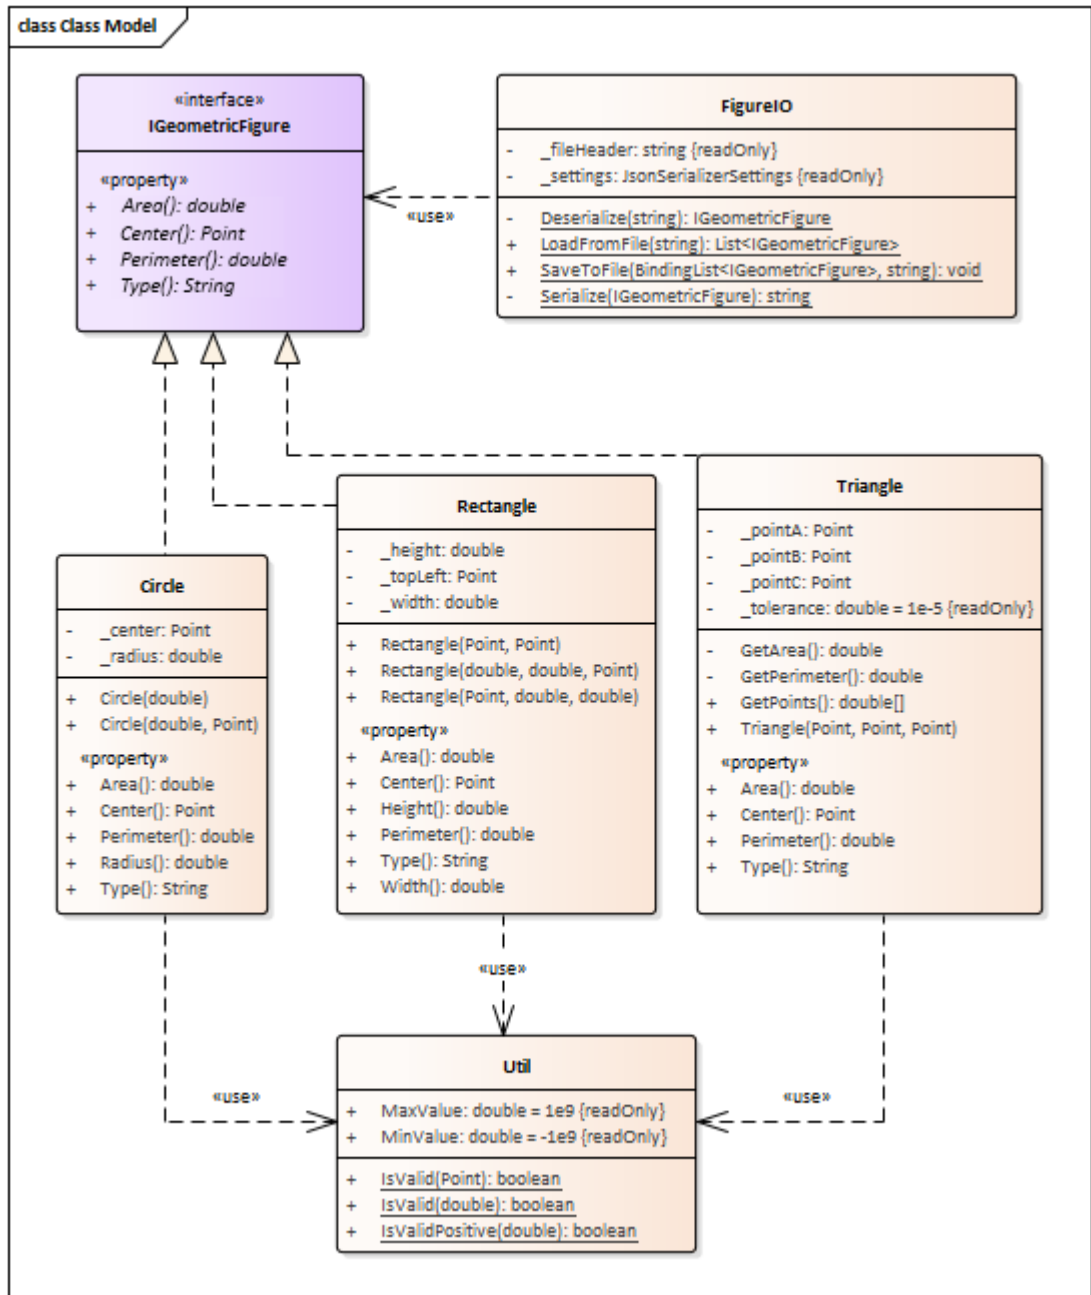 class Class Model
«interface»
IGeometricFigure
«property»
+ Area(): double
+ Center(): Point
+ Perimeter(): double
+ Type(): String
FigureIO
- _fileHeader: string {readOnly}
- _settings: JsonSerializerSettings {readOnly}
- Deserialize(string): IGeometricFigure
+ LoadFromFile(string): List<IGeometricFigure>
+ SaveToFile(BindingList<IGeometricFigure>, string): void
- Serialize(IGeometricFigure): string
«use»
Circle
- _center: Point
- _radius: double
+ Circle(double)
+ Circle(double, Point)
«property»
+ Area(): double
+ Center(): Point
+ Perimeter(): double
+ Radius(): double
+ Type(): String
Rectangle
- _height: double
- _topLeft: Point
- _width: double
+ Rectangle(Point, Point)
+ Rectangle(double, double, Point)
+ Rectangle(Point, double, double)
«property»
+ Area(): double
+ Center(): Point
+ Height(): double
+ Perimeter(): double
+ Type(): String
+ Width(): double
Triangle
- _pointA: Point
- _pointB: Point
- _pointC: Point
- _tolerance: double = 1e-5 {readOnly}
- GetArea(): double
- GetPerimeter(): double
+ GetPoints(): double[]
+ Triangle(Point, Point, Point)
«property»
+ Area(): double
+ Center(): Point
+ Perimeter(): double
+ Type(): String
«use»
«use»
«use»
Util
+ MaxValue: double = 1e9 {readOnly}
+ MinValue: double = -1e9 {readOnly}
+ IsValid(Point): boolean
+ IsValid(double): boolean
+ IsValidPositive(double): boolean